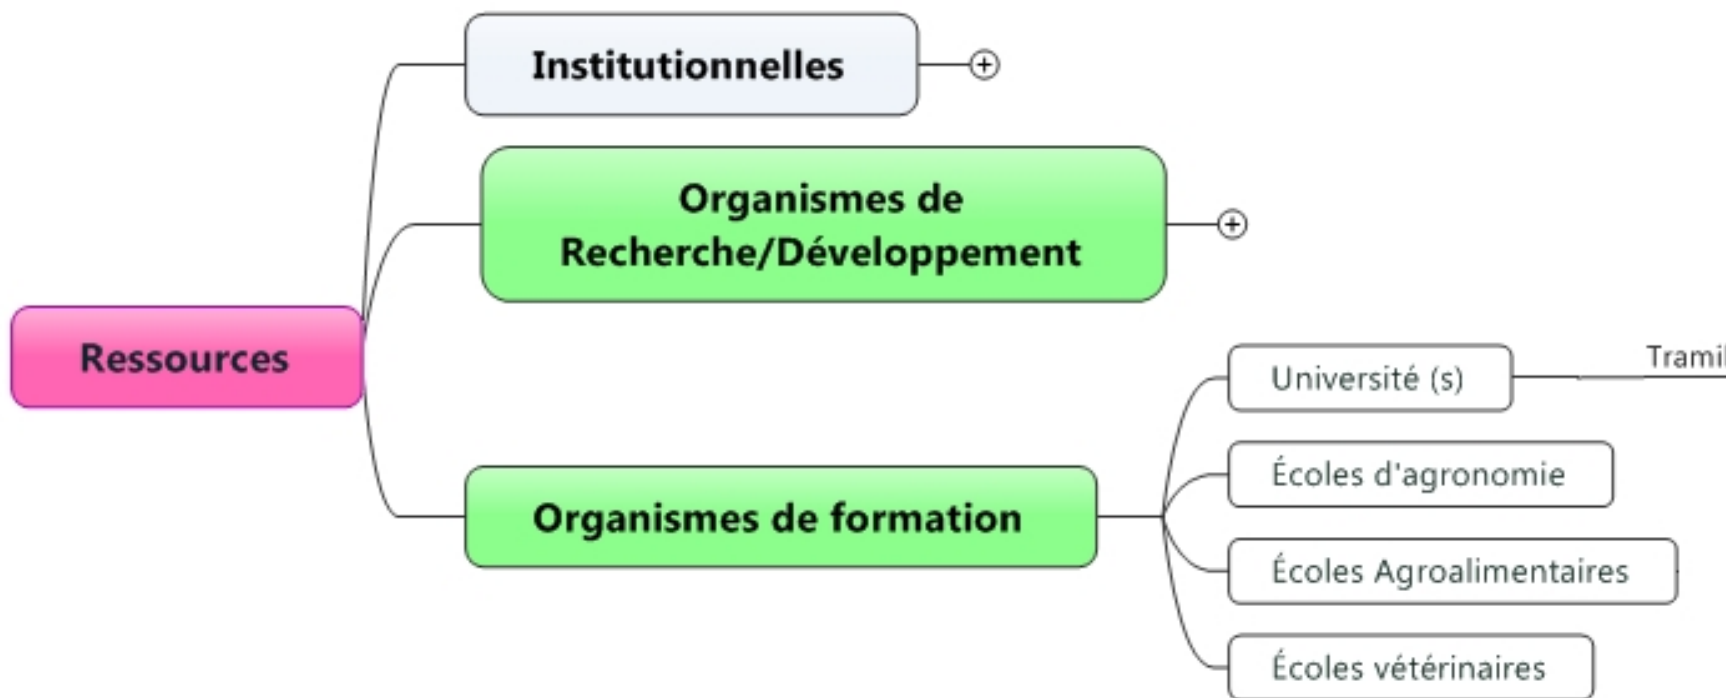 Institutionnelles
Organismes de
Recherche/Développement
Ressources
Organismes de formation
Université (s)
Écoles d'agronomie
Écoles Agroalimentaires
Écoles vétérinaires